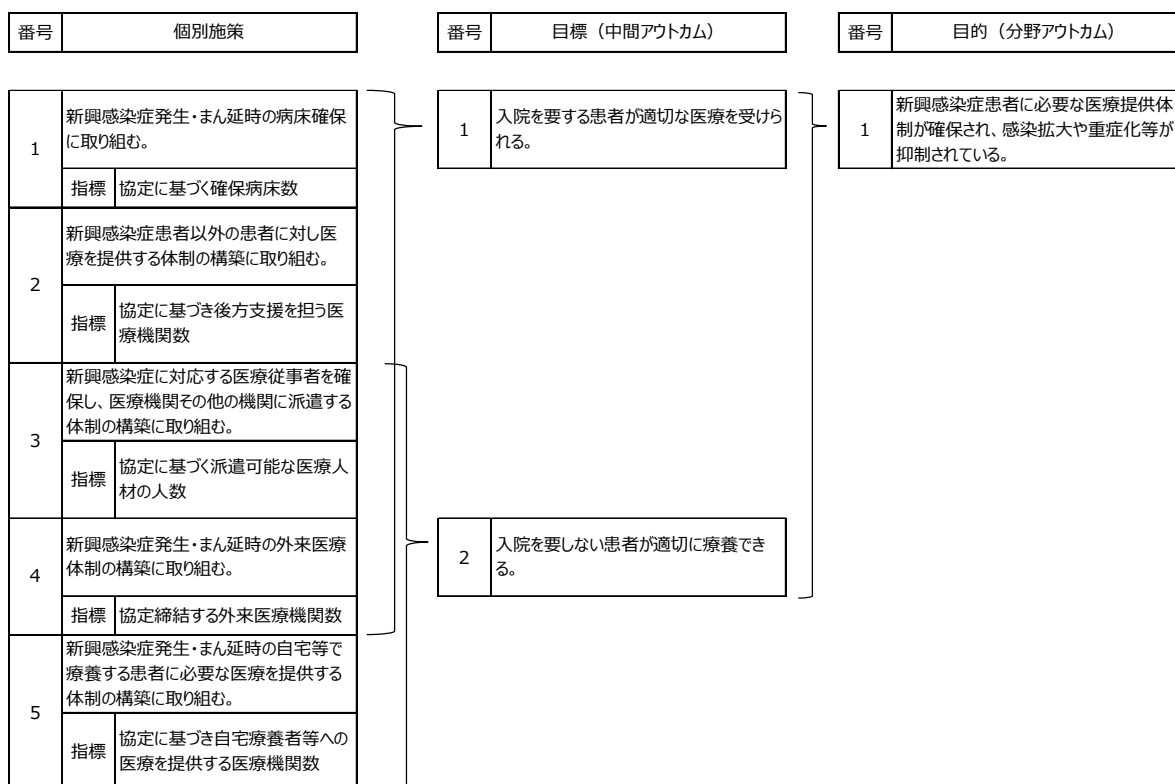 番号 個別施策 番号 目標（中間アウトカム） 番号 目的（分野アウトカム）
1
新興感染症発生・まん延時の病床確保
に取り組む。
指標 協定に基づく確保病床数
2
新興感染症患者以外の患者に対し医
療を提供する体制の構築に取り組む。
指標
協定に基づき後方支援を担う医
療機関数
3
新興感染症に対応する医療従事者を確
保し、医療機関その他の機関に派遣する
体制の構築に取り組む。
指標
協定に基づく派遣可能な医療人
材の人数
4
新興感染症発生・まん延時の外来医療
体制の構築に取り組む。
指標 協定締結する外来医療機関数
5
新興感染症発生・まん延時の自宅等で
療養する患者に必要な医療を提供する
体制の構築に取り組む。
指標
協定に基づき自宅療養者等への
医療を提供する医療機関数
1
入院を要する患者が適切な医療を受けら
れる。
2
入院を要しない患者が適切に療養でき
る。
1
新興感染症患者に必要な医療提供体
制が確保され、感染拡大や重症化等が
抑制されている。